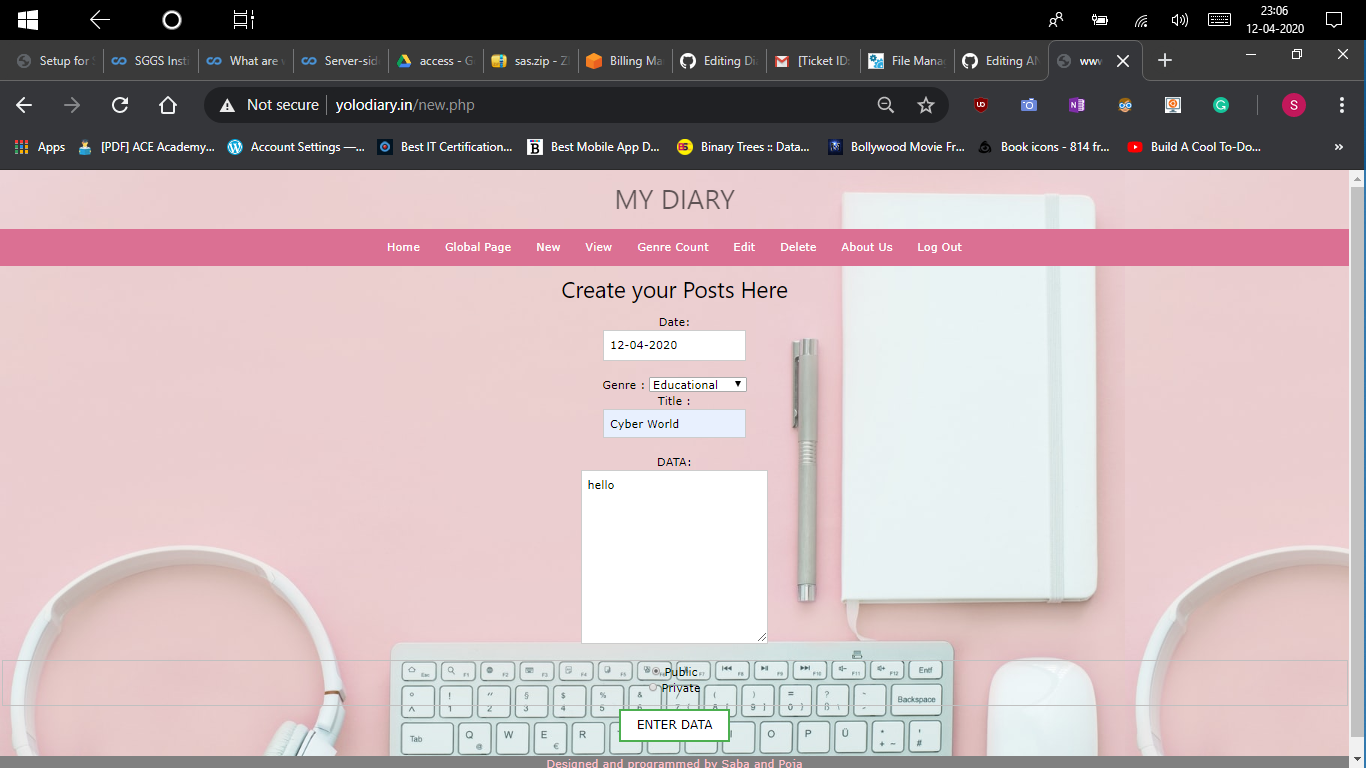 23:06
12-04-2020
Setup for S
SGGS Insti
What are v
Server-side
access - G
sas.zip - Z
Billing Ma
Editing Di
[Ticket ID:
File Manag
Editing AN
www
Not secure yolodiary.in/new.php
S
Apps
[PDF] ACE Academy...
Account Settings —...
Best IT Certification...
Best Mobile App D...
Binary Trees :: Data...
Bollywood Movie Fr...
Book icons - 814 fr...
Build A Cool To-Do...
»
MY DIARY
Home Global Page New View Genre Count Edit Delete About Us Log Out
Create your Posts Here
Date:
12-04-2020
Genre : Educational
Title :
Cyber World
DATA:
hello
Public
Private
Entf
Backspace
Tab Q W E R O P Ü
ENTER DATA
Designed and programmed by Saba and Poja